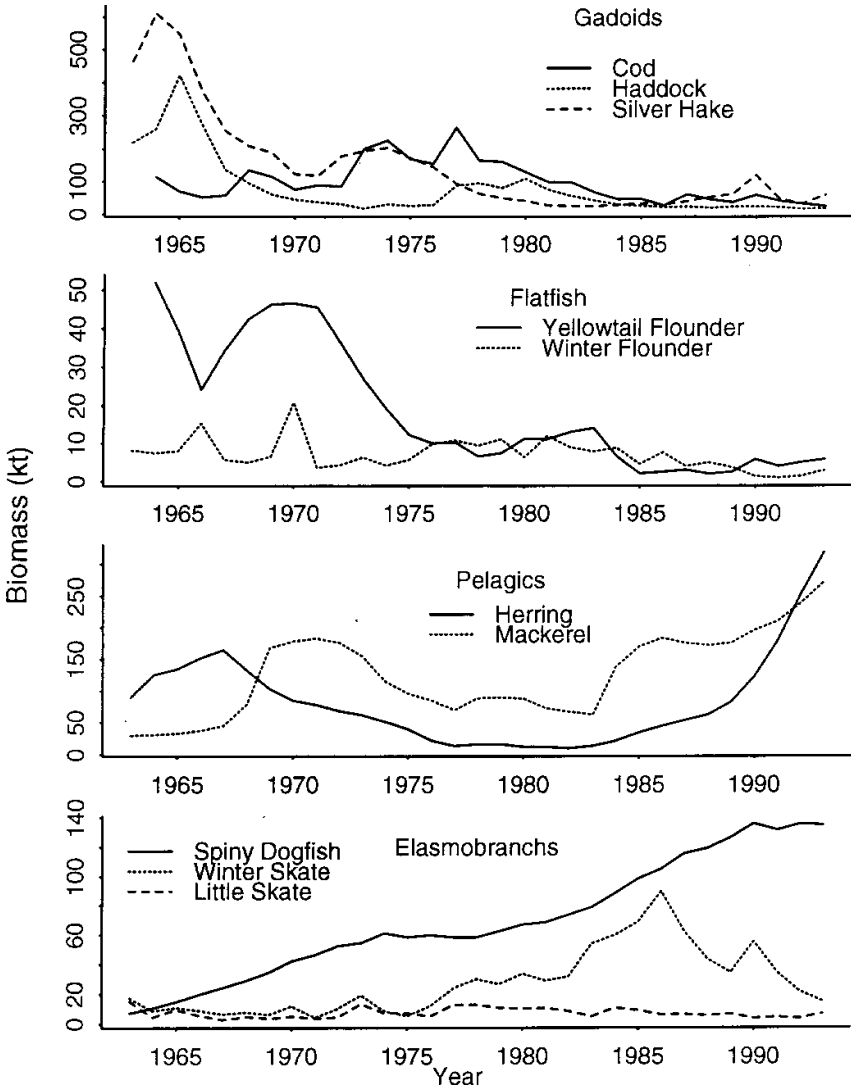 Gadoids
Cod
Haddock
Silver Hake
500
300
100
0
1965 1970 1975 1980 1985 1990
Flatfish
Yellowtail Flounder
Winter Flounder
50
40
30
20
10
0
1965 1970 1975 1980 1985 1990
Biomass (kt)
Pelagics
Herring
Mackerel
250
150
50
0
1965 1970 1975 1980 1985 1990
Elasmobranchs
Spiny Dogfish
Winter Skate
Little Skate
140
100
60
20
0
1965 1970 1975 1980 1985 1990
Year